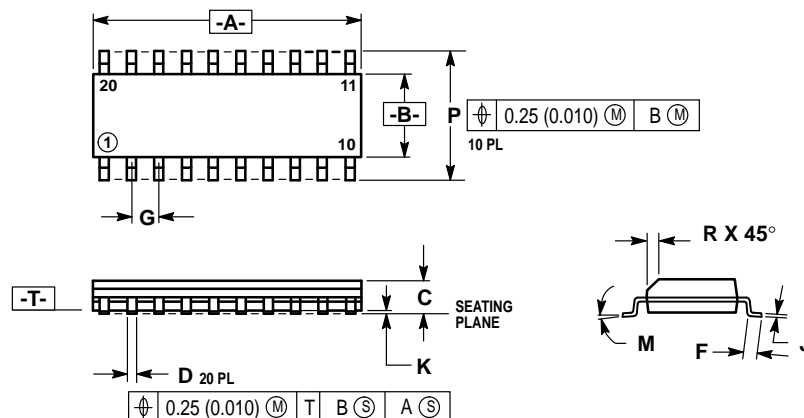 -A-
20 11
-B-
P
⌖ 0.25 (0.010) Ⓜ B Ⓜ
10 PL
① 10
G
R X 45°
-T-
C
SEATING
PLANE
M
F
K
D 20 PL
⌖ 0.25 (0.010) Ⓜ T B Ⓢ A Ⓢ